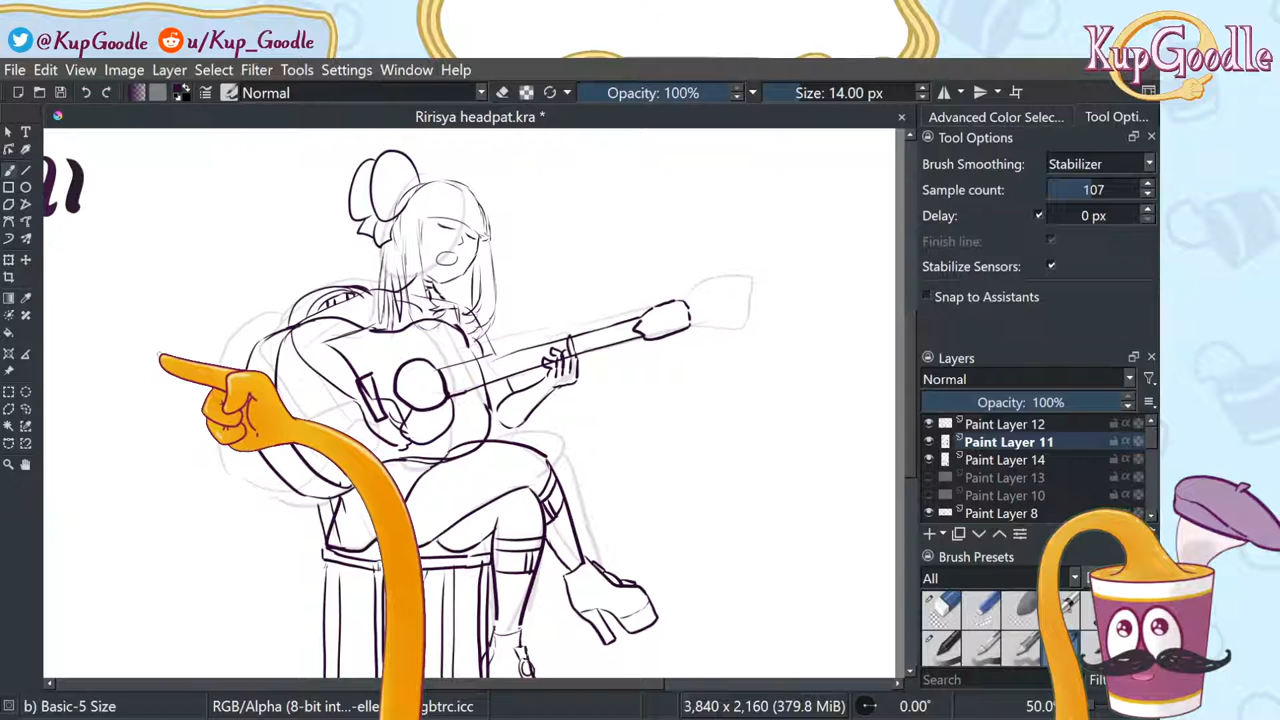 @KupGoodle u/Kup_Goodle
KupGoodle
File Edit View Image Layer Select Filter Tools Settings Window Help
Normal Opacity: 100% Size: 14.00 px
Ririsya headpat.kra *
Advanced Color Selec... Tool Opti...
Tool Options
Brush Smoothing: Stabilizer
Sample count: 107
Delay: 0 px
Finish line:
Stabilize Sensors:
Snap to Assistants
Layers
Normal
Opacity: 100%
Paint Layer 12
Paint Layer 11
Paint Layer 14
Paint Layer 13
Paint Layer 10
Paint Layer 8
Brush Presets
All
Search
b) Basic-5 Size RGB/Alpha (8-bit int...-elle 3,840 x 2,160 (379.8 MiB) 0.00° 50.0